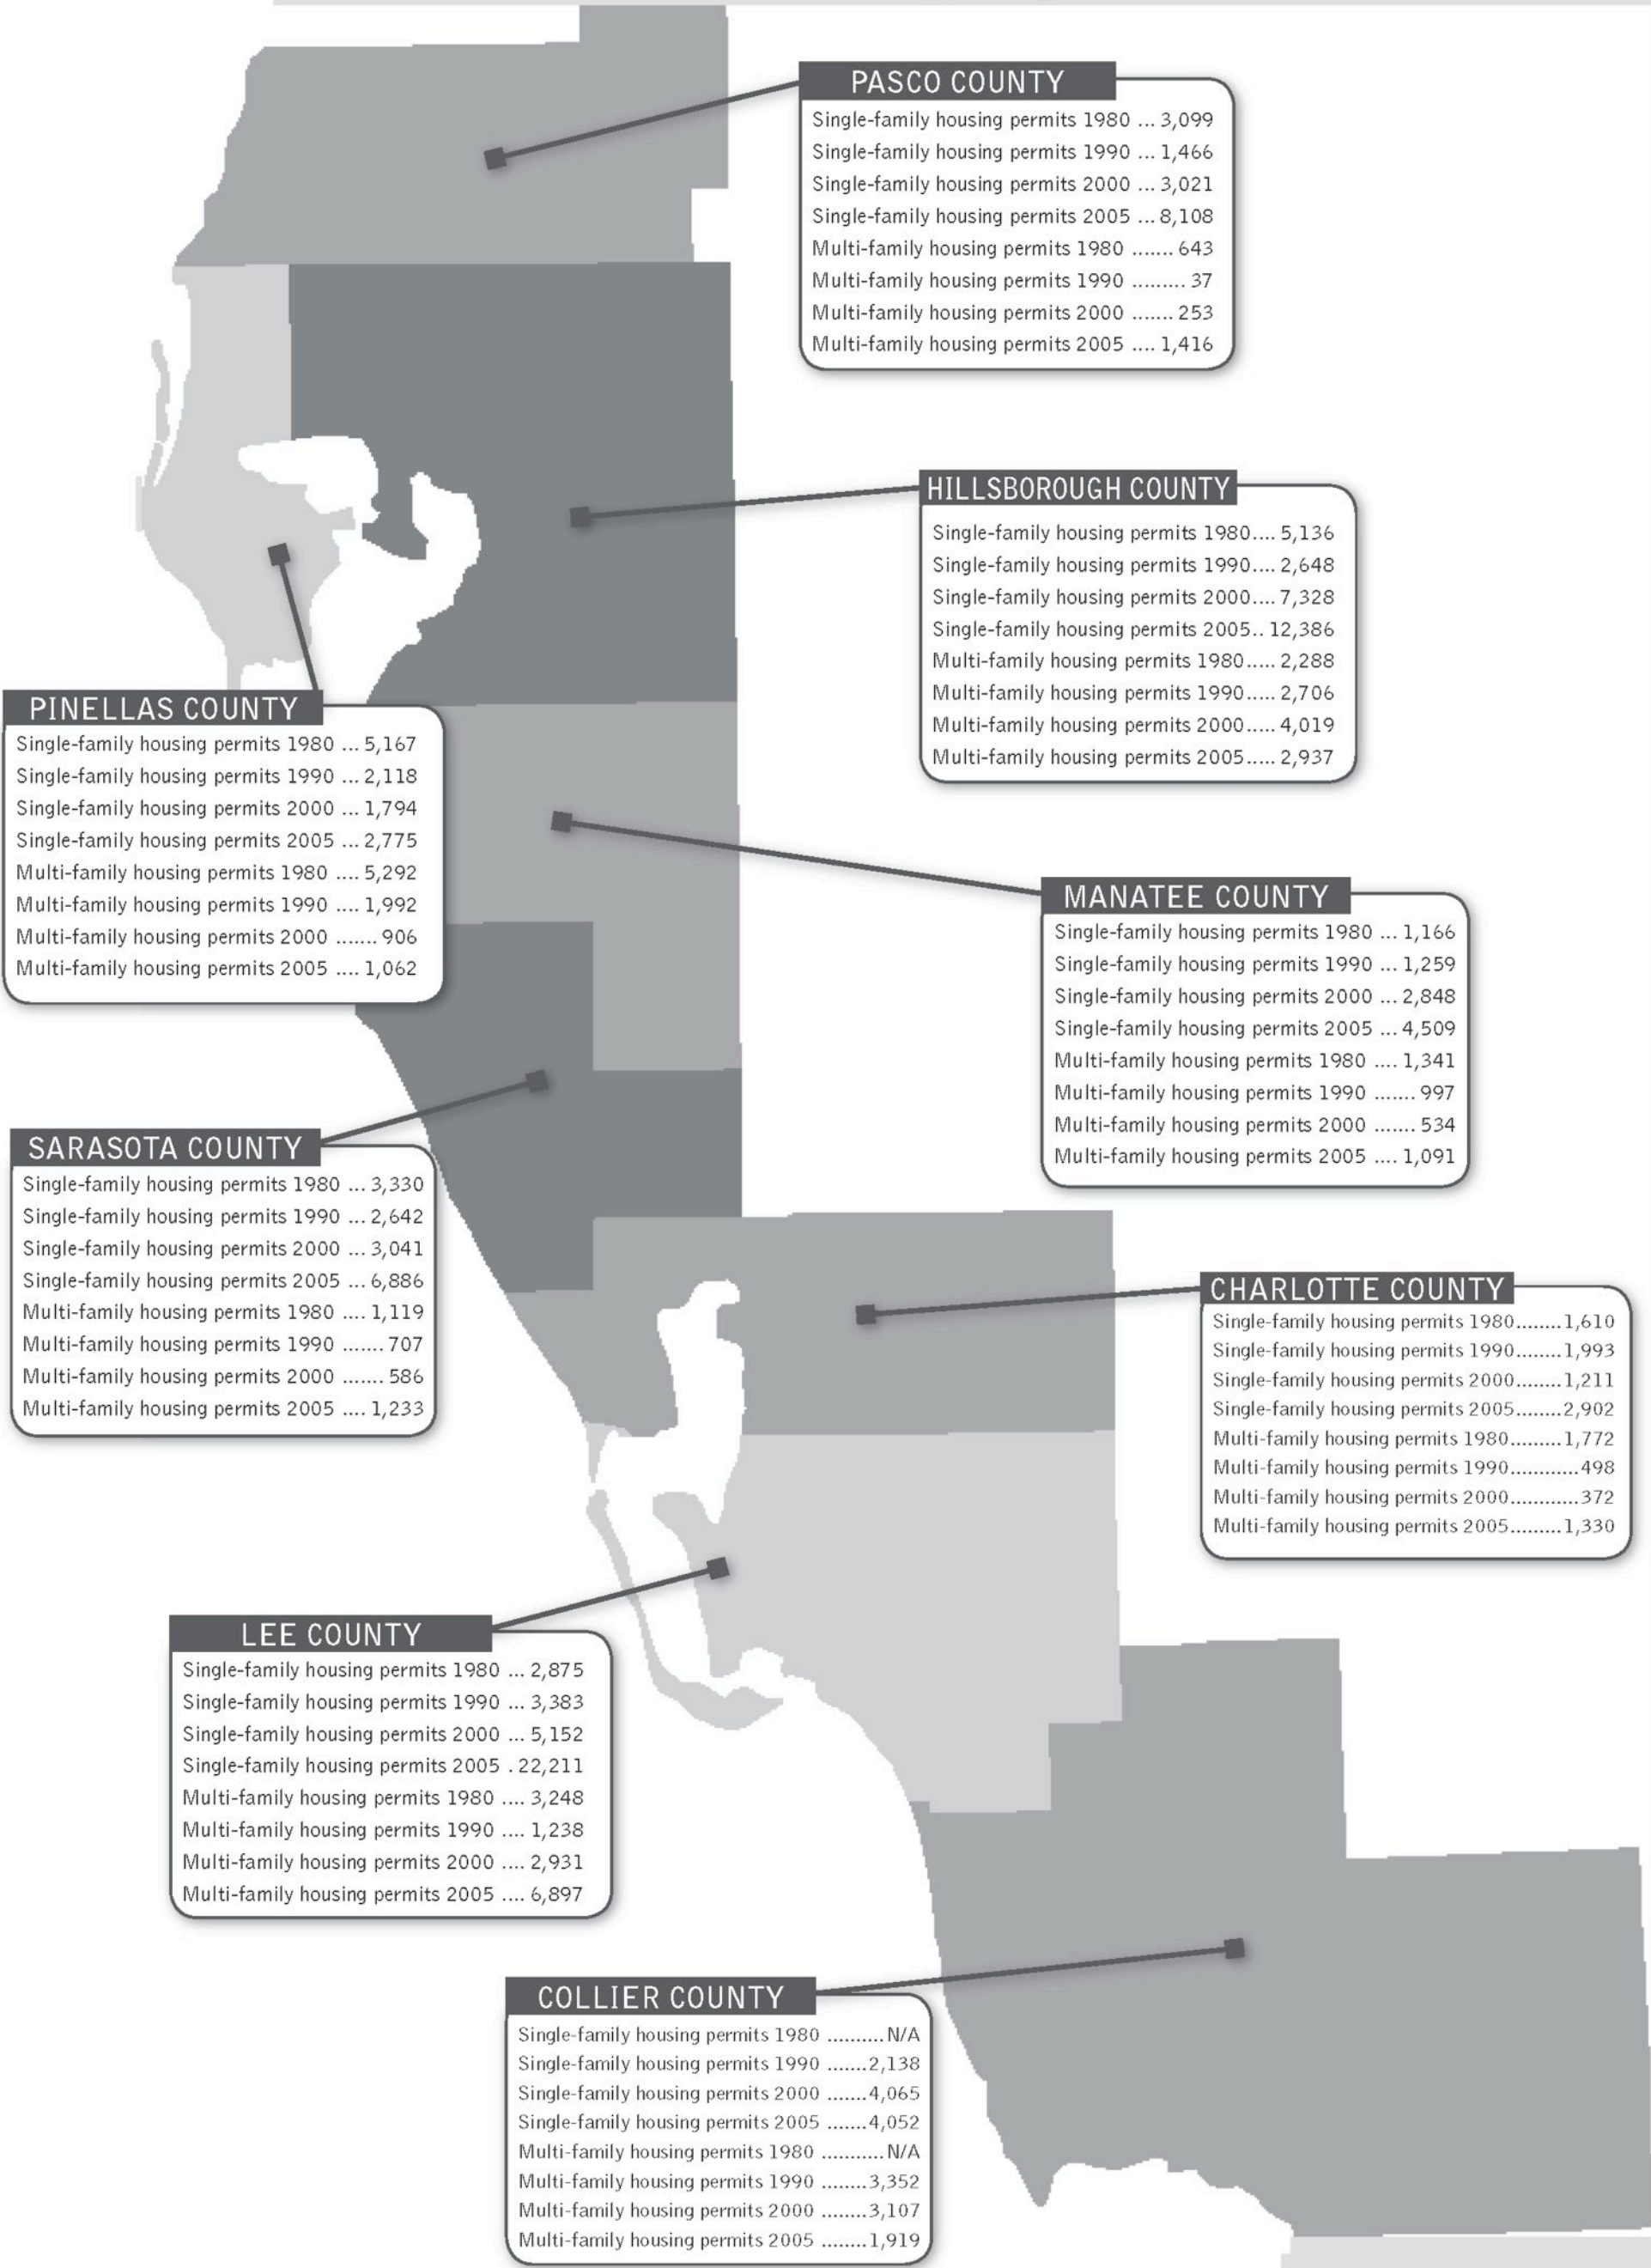 PASCO COUNTY
Single-family housing permits 1980 ... 3,099
Single-family housing permits 1990 ... 1,466
Single-family housing permits 2000 ... 3,021
Single-family housing permits 2005 ... 8,108
Multi-family housing permits 1980 ....... 643
Multi-family housing permits 1990 ......... 37
Multi-family housing permits 2000 ....... 253
Multi-family housing permits 2005 .... 1,416
HILLSBOROUGH COUNTY
Single-family housing permits 1980.... 5,136
Single-family housing permits 1990.... 2,648
Single-family housing permits 2000.... 7,328
Single-family housing permits 2005.. 12,386
Multi-family housing permits 1980..... 2,288
Multi-family housing permits 1990..... 2,706
Multi-family housing permits 2000..... 4,019
Multi-family housing permits 2005..... 2,937
PINELLAS COUNTY
Single-family housing permits 1980 ... 5,167
Single-family housing permits 1990 ... 2,118
Single-family housing permits 2000 ... 1,794
Single-family housing permits 2005 ... 2,775
Multi-family housing permits 1980 .... 5,292
Multi-family housing permits 1990 .... 1,992
Multi-family housing permits 2000 ....... 906
Multi-family housing permits 2005 .... 1,062
MANATEE COUNTY
Single-family housing permits 1980 ... 1,166
Single-family housing permits 1990 ... 1,259
Single-family housing permits 2000 ... 2,848
Single-family housing permits 2005 ... 4,509
Multi-family housing permits 1980 .... 1,341
Multi-family housing permits 1990 ....... 997
Multi-family housing permits 2000 ....... 534
Multi-family housing permits 2005 .... 1,091
SARASOTA COUNTY
Single-family housing permits 1980 ... 3,330
Single-family housing permits 1990 ... 2,642
Single-family housing permits 2000 ... 3,041
Single-family housing permits 2005 ... 6,886
Multi-family housing permits 1980 .... 1,119
Multi-family housing permits 1990 ....... 707
Multi-family housing permits 2000 ....... 586
Multi-family housing permits 2005 .... 1,233
CHARLOTTE COUNTY
Single-family housing permits 1980........1,610
Single-family housing permits 1990........1,993
Single-family housing permits 2000........1,211
Single-family housing permits 2005........2,902
Multi-family housing permits 1980.........1,772
Multi-family housing permits 1990............498
Multi-family housing permits 2000............372
Multi-family housing permits 2005.........1,330
LEE COUNTY
Single-family housing permits 1980 ... 2,875
Single-family housing permits 1990 ... 3,383
Single-family housing permits 2000 ... 5,152
Single-family housing permits 2005 . 22,211
Multi-family housing permits 1980 .... 3,248
Multi-family housing permits 1990 .... 1,238
Multi-family housing permits 2000 .... 2,931
Multi-family housing permits 2005 .... 6,897
COLLIER COUNTY
Single-family housing permits 1980 ..........N/A
Single-family housing permits 1990 .......2,138
Single-family housing permits 2000 .......4,065
Single-family housing permits 2005 .......4,052
Multi-family housing permits 1980 ...........N/A
Multi-family housing permits 1990 ........3,352
Multi-family housing permits 2000 ........3,107
Multi-family housing permits 2005 ........1,919